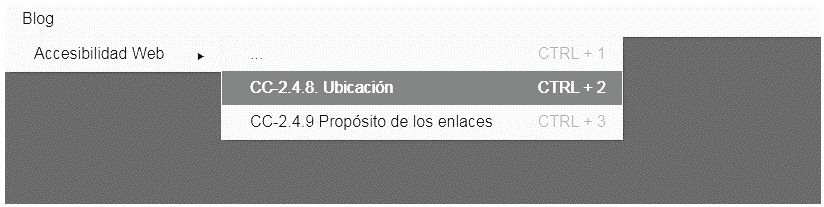 Blog
Accesibilidad Web ▸ ... CTRL + 1
CC-2.4.8. Ubicación CTRL + 2
CC-2.4.9 Propósito de los enlaces CTRL + 3